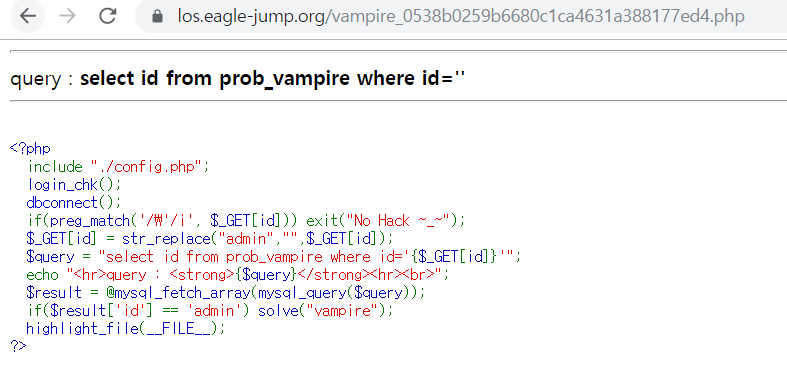 los.eagle-jump.org/vampire_0538b0259b6680c1ca4631a388177ed4.php
query : select id from prob_vampire where id=''
<?php
  include "./config.php";
  login_chk();
  dbconnect();
  if(preg_match('/₩'/i', $_GET[id])) exit("No Hack ~_~");
  $_GET[id] = str_replace("admin","",$_GET[id]);
  $query = "select id from prob_vampire where id='{$_GET[id]}'";
  echo "<hr>query : <strong>{$query}</strong><hr><br>";
  $result = @mysql_fetch_array(mysql_query($query));
  if($result['id'] == 'admin') solve("vampire");
  highlight_file(__FILE__);
?>